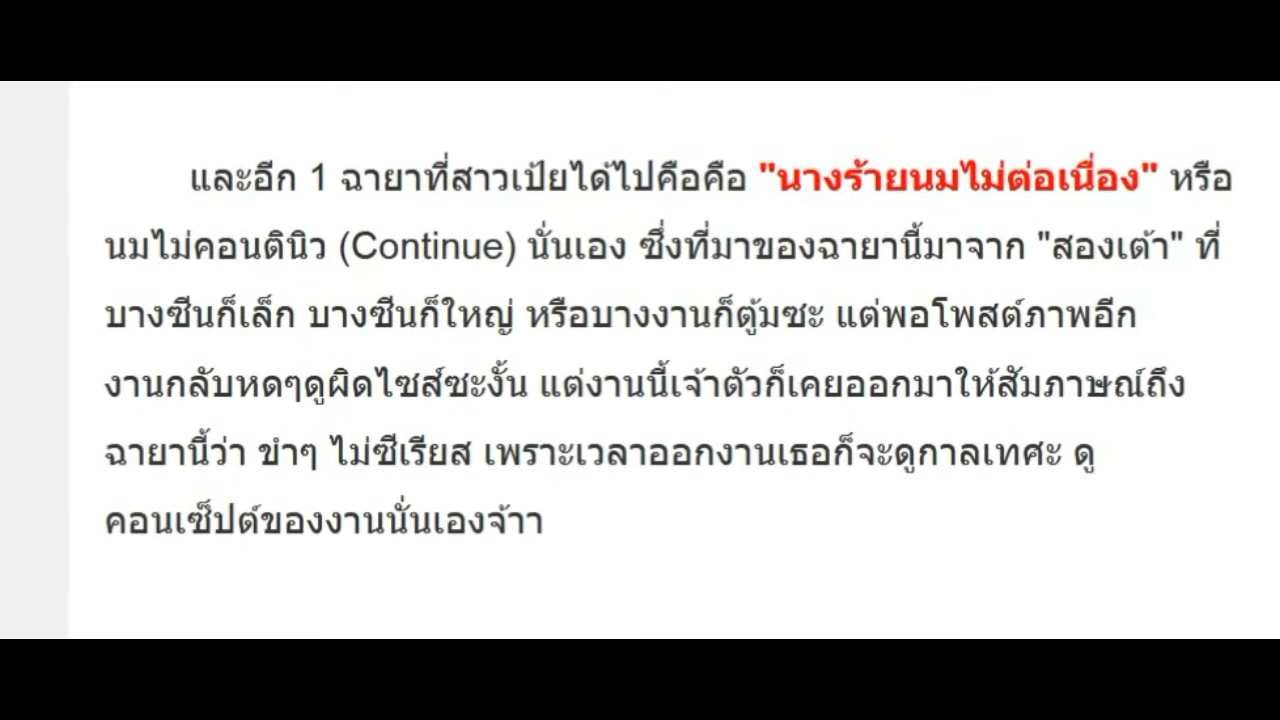 และอีก 1 ฉายาที่สาวเป้ยได้ไปคือคือ "นางร้ายนมไม่ต่อเนื่อง" หรือ
นมไม่คอนตินิว (Continue) นั่นเอง ซึ่งที่มาของฉายานี้มาจาก "สองเต้า" ที่
บางซีนก็เล็ก บางซีนก็ใหญ่ หรือบางงานก็ตู้มซะ แต่พอโพสต์ภาพอีก
งานกลับหดๆดูผิดไซส์ซะงั้น แต่งานนี้เจ้าตัวก็เคยออกมาให้สัมภาษณ์ถึง
ฉายานี้ว่า ขำๆ ไม่ซีเรียส เพราะเวลาออกงานเธอก็จะดูกาลเทศะ ดู
คอนเซ็ปต์ของงานนั่นเองจ้าา